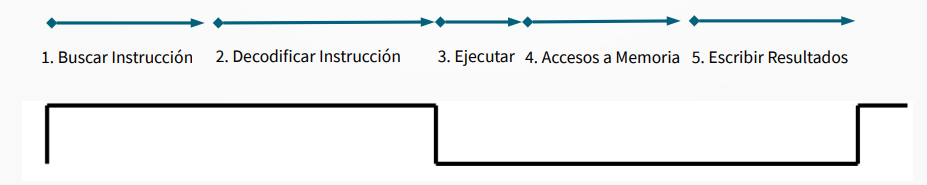 1. Buscar Instrucción 2. Decodificar Instrucción 3. Ejecutar 4. Accesos a Memoria 5. Escribir Resultados